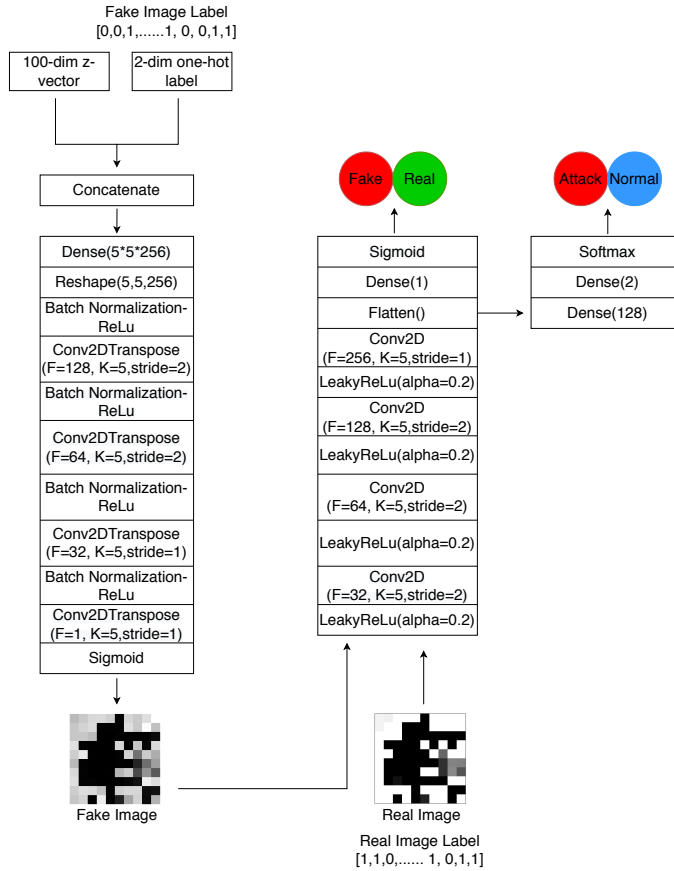 Fake Image Label
[0,0,1,......1, 0, 0,1,1]
100-dim z-
vector
2-dim one-hot
label
Concatenate
Dense(5*5*256)
Reshape(5,5,256)
Batch Normalization-
ReLu
Conv2DTranspose
(F=128, K=5,stride=2)
Batch Normalization-
ReLu
Conv2DTranspose
(F=64, K=5,stride=2)
Batch Normalization-
ReLu
Conv2DTranspose
(F=32, K=5,stride=1)
Batch Normalization-
ReLu
Conv2DTranspose
(F=1, K=5,stride=1)
Sigmoid
Fake Image
Fake
Real
Sigmoid
Dense(1)
Flatten()
Conv2D
(F=256, K=5,stride=1)
LeakyReLu(alpha=0.2)
Conv2D
(F=128, K=5,stride=2)
LeakyReLu(alpha=0.2)
Conv2D
(F=64, K=5,stride=2)
LeakyReLu(alpha=0.2)
Conv2D
(F=32, K=5,stride=2)
LeakyReLu(alpha=0.2)
Real Image
Real Image Label
[1,1,0,...... 1, 0,1,1]
Attack
Normal
Softmax
Dense(2)
Dense(128)